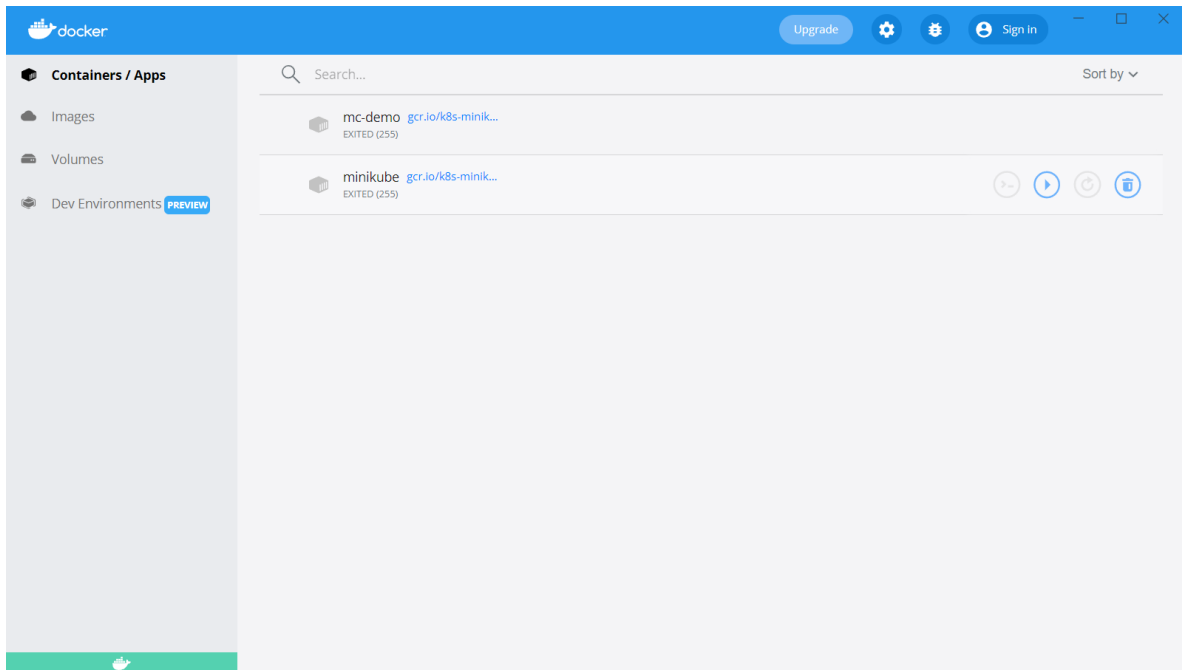 docker
Upgrade
Sign in
Containers / Apps
Images
Volumes
Dev Environments PREVIEW
Search...
Sort by
mc-demo gcr.io/k8s-minik...
EXITED (255)
minikube gcr.io/k8s-minik...
EXITED (255)